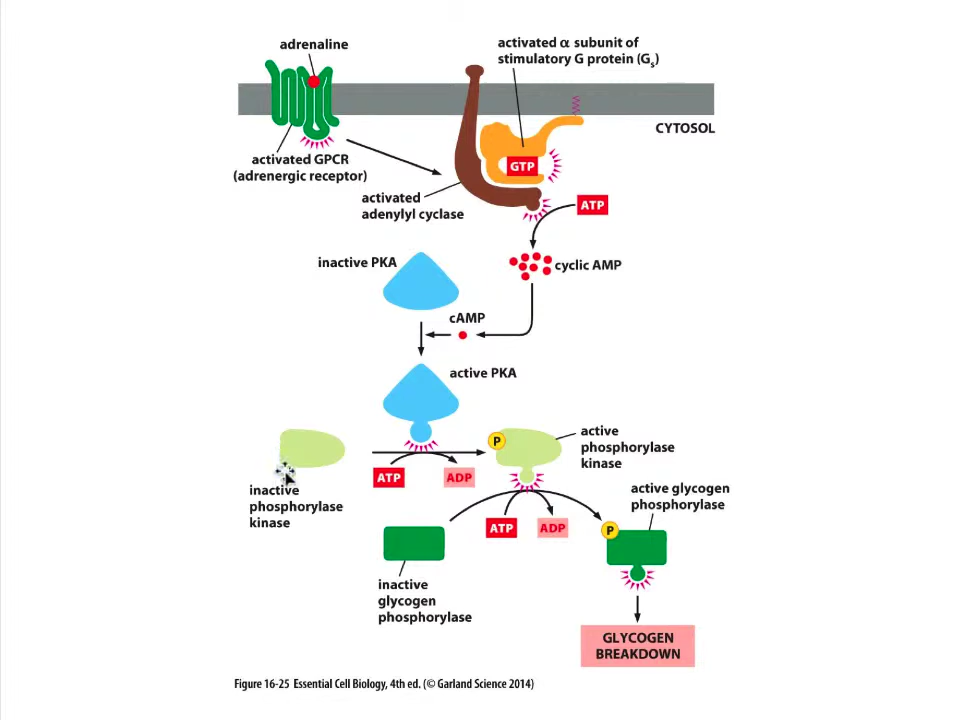 adrenaline
activated α subunit of
stimulatory G protein (Gs)
CYTOSOL
activated GPCR
(adrenergic receptor)
GTP
activated
adenylyl cyclase
ATP
inactive PKA
cyclic AMP
cAMP
active PKA
P
active
phosphorylase
kinase
ATP
ADP
inactive
phosphorylase
kinase
active glycogen
phosphorylase
ATP
ADP
P
inactive
glycogen
phosphorylase
GLYCOGEN
BREAKDOWN
Figure 16-25 Essential Cell Biology, 4th ed. (© Garland Science 2014)